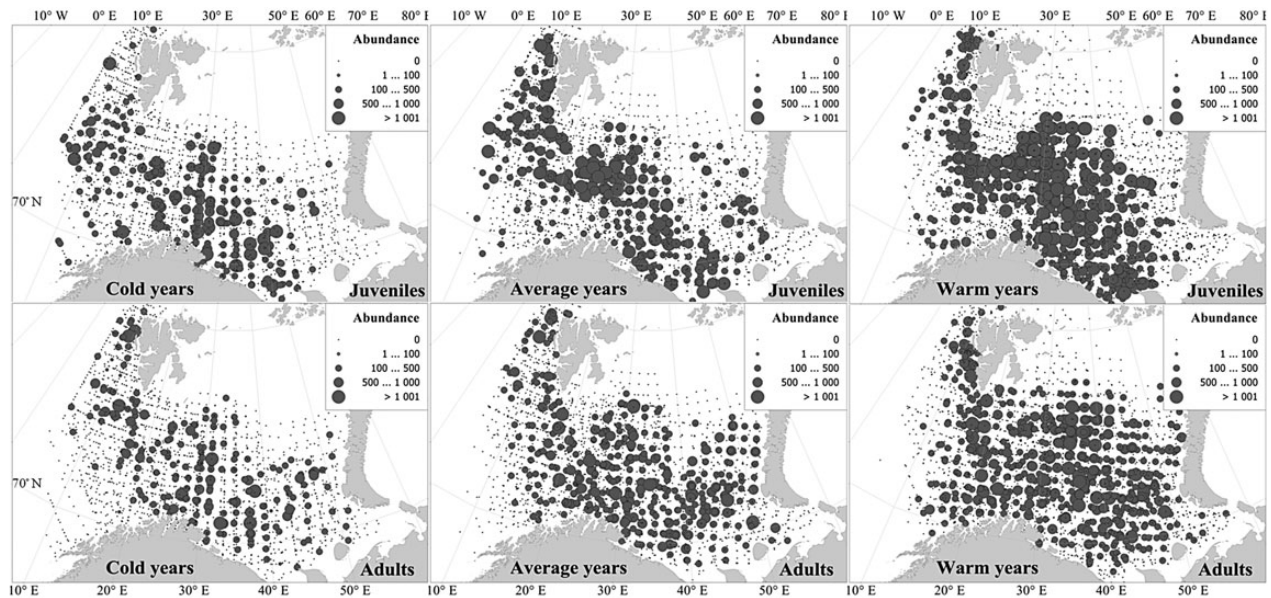 10° W 0° E 10° E 30° E 50° E 60° E 70° E 80° E
10° W 0° E 10° E 30° E 50° E 60° E 70° E 80° E
10° W 0° E 10° E 30° E 50° E 60° E 70° E 80° E
Abundance
0
1 ... 100
100 ... 500
500 ... 1 000
> 1 001
Abundance
0
1 ... 100
100 ... 500
500 ... 1 000
> 1 001
Abundance
0
1 ... 100
100 ... 500
500 ... 1 000
> 1 001
70° N
Cold years Juveniles
Average years Juveniles
Warm years Juveniles
Abundance
0
1 ... 100
100 ... 500
500 ... 1 000
> 1 001
Abundance
0
1 ... 100
100 ... 500
500 ... 1 000
> 1 001
Abundance
0
1 ... 100
100 ... 500
500 ... 1 000
> 1 001
70° N
Cold years Adults
Average years Adults
Warm years Adults
10° E 20° E 30° E 40° E 50° E
10° E 20° E 30° E 40° E 50° E
20° E 30° E 40° E 50° E